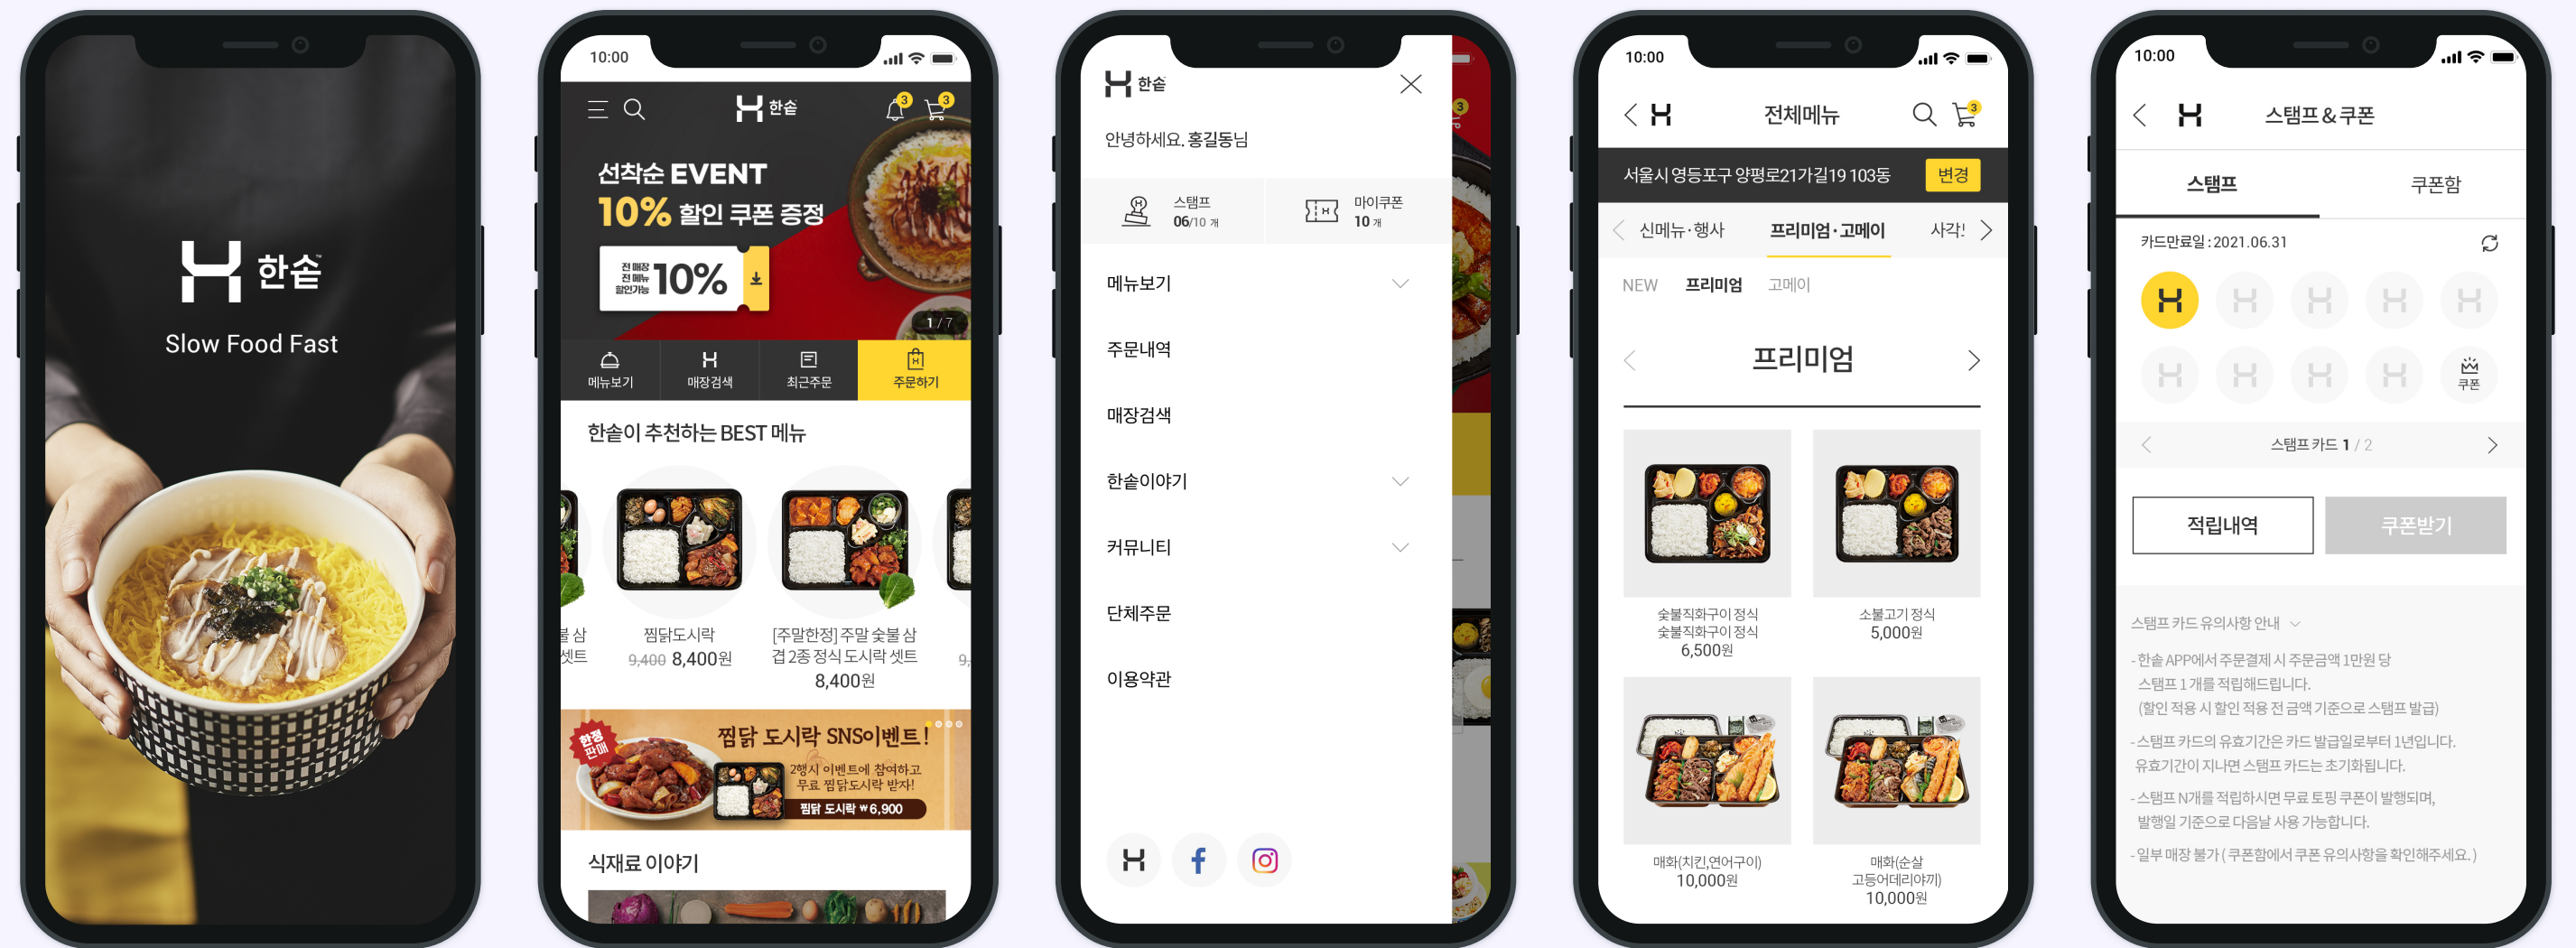 한솥
Slow Food Fast
10:00
한솥
3
3
선착순 EVENT
10% 할인 쿠폰 증정
전 매장
전 메뉴
할인가능
10%
1 / 7
메뉴보기
매장검색
최근주문
주문하기
한솥이 추천하는 BEST 메뉴
불 삼
셋트
찜닭도시락
9,400 8,400원
[주말한정] 주말 숯불 삼
겹 2종 정식 도시락 셋트
8,400원
9,
한정
판매
찜닭 도시락 SNS이벤트!
2행시 이벤트에 참여하고
무료 찜닭도시락 받자!
찜닭 도시락 ₩6,900
식재료 이야기
한솥
3
안녕하세요. 홍길동님
스탬프
06/10 개
마이쿠폰
10 개
메뉴보기
주문내역
매장검색
한솥이야기
커뮤니티
단체주문
이용약관
10:00
전체메뉴
3
서울시 영등포구 양평로21가길19 103동
변경
신메뉴·행사
프리미엄·고메이
사각!
NEW
프리미엄
고메이
프리미엄
숯불직화구이 정식
숯불직화구이 정식
6,500원
소불고기 정식
5,000원
매화(치킨,연어구이)
10,000원
매화(순살
고등어데리야끼)
10,000원
10:00
스탬프 & 쿠폰
스탬프
쿠폰함
카드만료일 : 2021.06.31
쿠폰
스탬프 카드 1 / 2
적립내역
쿠폰받기
스탬프 카드 유의사항 안내
- 한솥 APP에서 주문결제 시 주문금액 1만원 당
스탬프 1 개를 적립해드립니다.
(할인 적용 시 할인 적용 전 금액 기준으로 스탬프 발급)
- 스탬프 카드의 유효기간은 카드 발급일로부터 1년입니다.
유효기간이 지나면 스탬프 카드는 초기화됩니다.
- 스탬프 N개를 적립하시면 무료 토핑 쿠폰이 발행되며,
발행일 기준으로 다음날 사용 가능합니다.
- 일부 매장 불가 ( 쿠폰함에서 쿠폰 유의사항을 확인해주세요. )